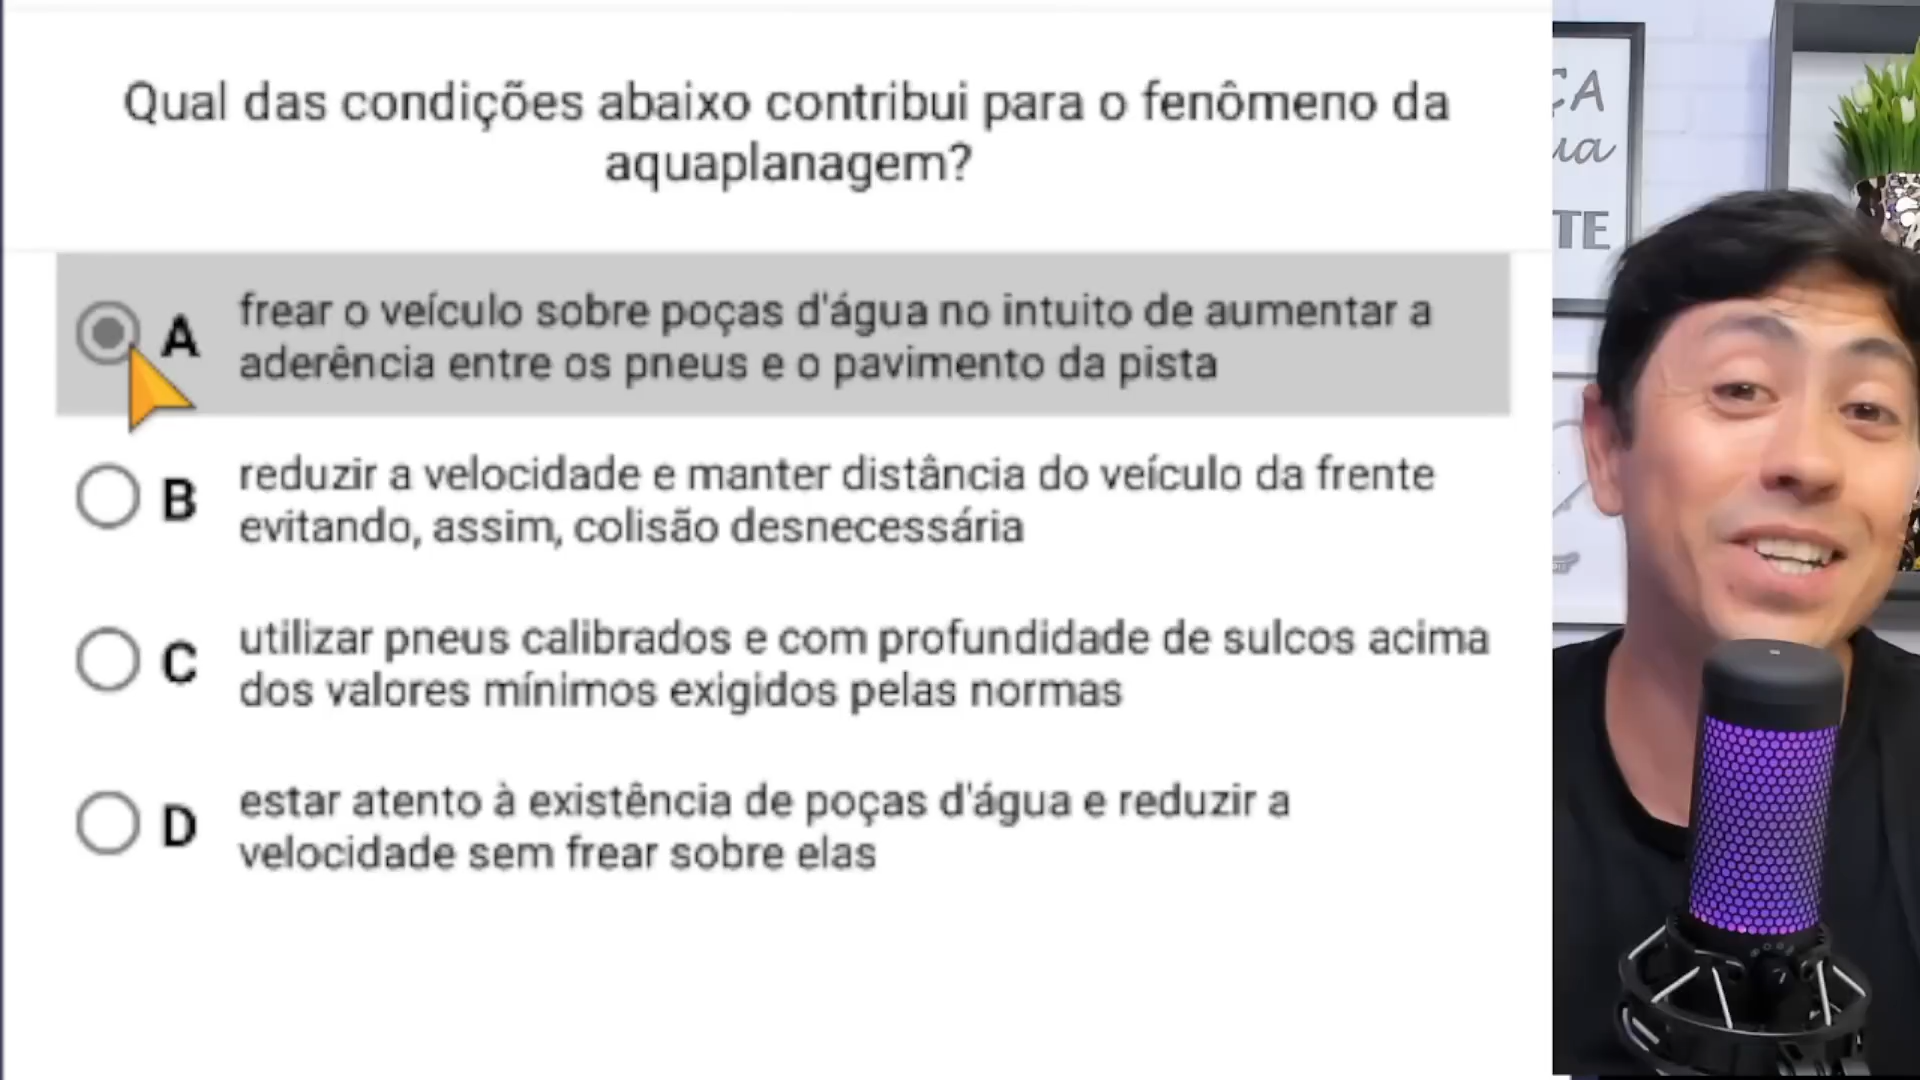 Qual das condições abaixo contribui para o fenômeno da
aquaplanagem?
A
frear o veículo sobre poças d'água no intuito de aumentar a
aderência entre os pneus e o pavimento da pista
B
reduzir a velocidade e manter distância do veículo da frente
evitando, assim, colisão desnecessária
C
utilizar pneus calibrados e com profundidade de sulcos acima
dos valores mínimos exigidos pelas normas
D
estar atento à existência de poças d'água e reduzir a
velocidade sem frear sobre elas